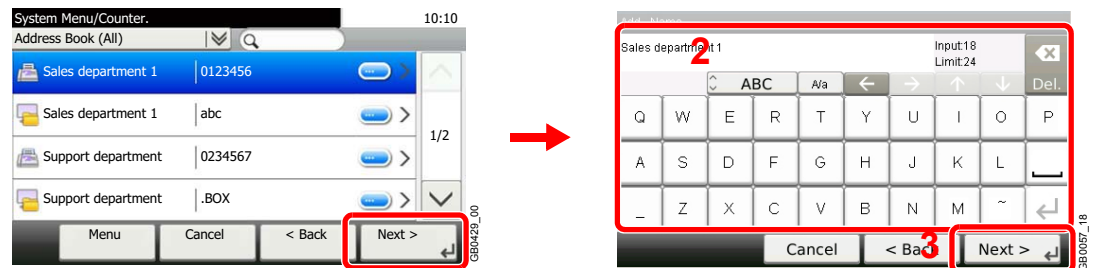 System Menu/Counter.
10:10
Address Book (All)
Sales department 1 0123456
Sales department 1 abc
1/2
Support department 0234567
Support department .BOX
Menu Cancel < Back Next >
GB0429_00
Add - Name
2
Sales department 1
Input:18
Limit:24
ABC A/a ← → ↑ ↓ Del.
Q W E R T Y U I O P
A S D F G H J K L
_ Z X C V B N M ~
3
Cancel < Back Next >
GB0057_18